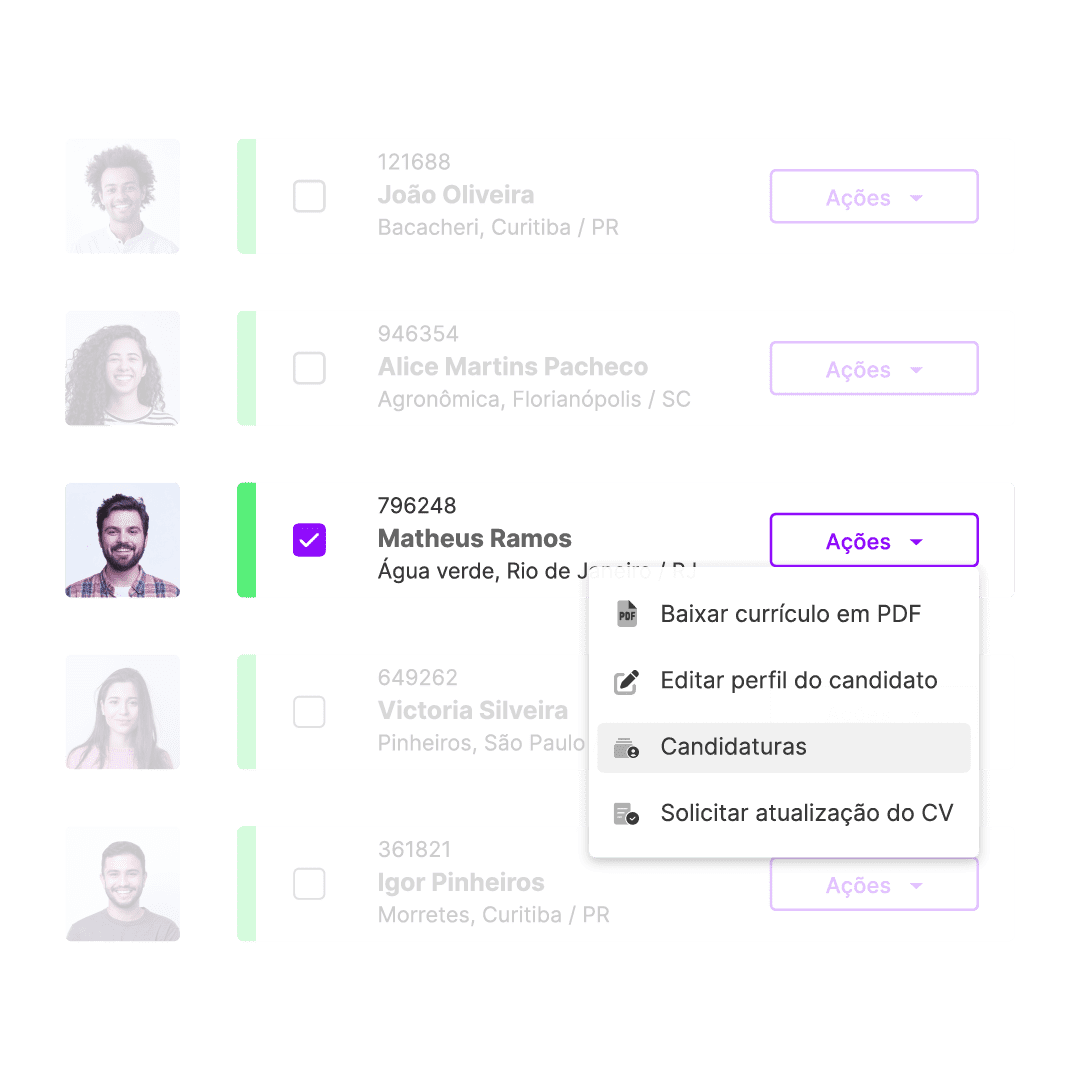 121688
João Oliveira
Bacacheri, Curitiba / PR
Ações
946354
Alice Martins Pacheco
Agronômica, Florianópolis / SC
Ações
796248
Matheus Ramos
Água verde, Rio de Janeiro / RJ
Ações
PDF
Baixar currículo em PDF
Editar perfil do candidato
Candidaturas
Solicitar atualização do CV
649262
Victoria Silveira
Pinheiros, São Paulo
361821
Igor Pinheiros
Morretes, Curitiba / PR
Ações